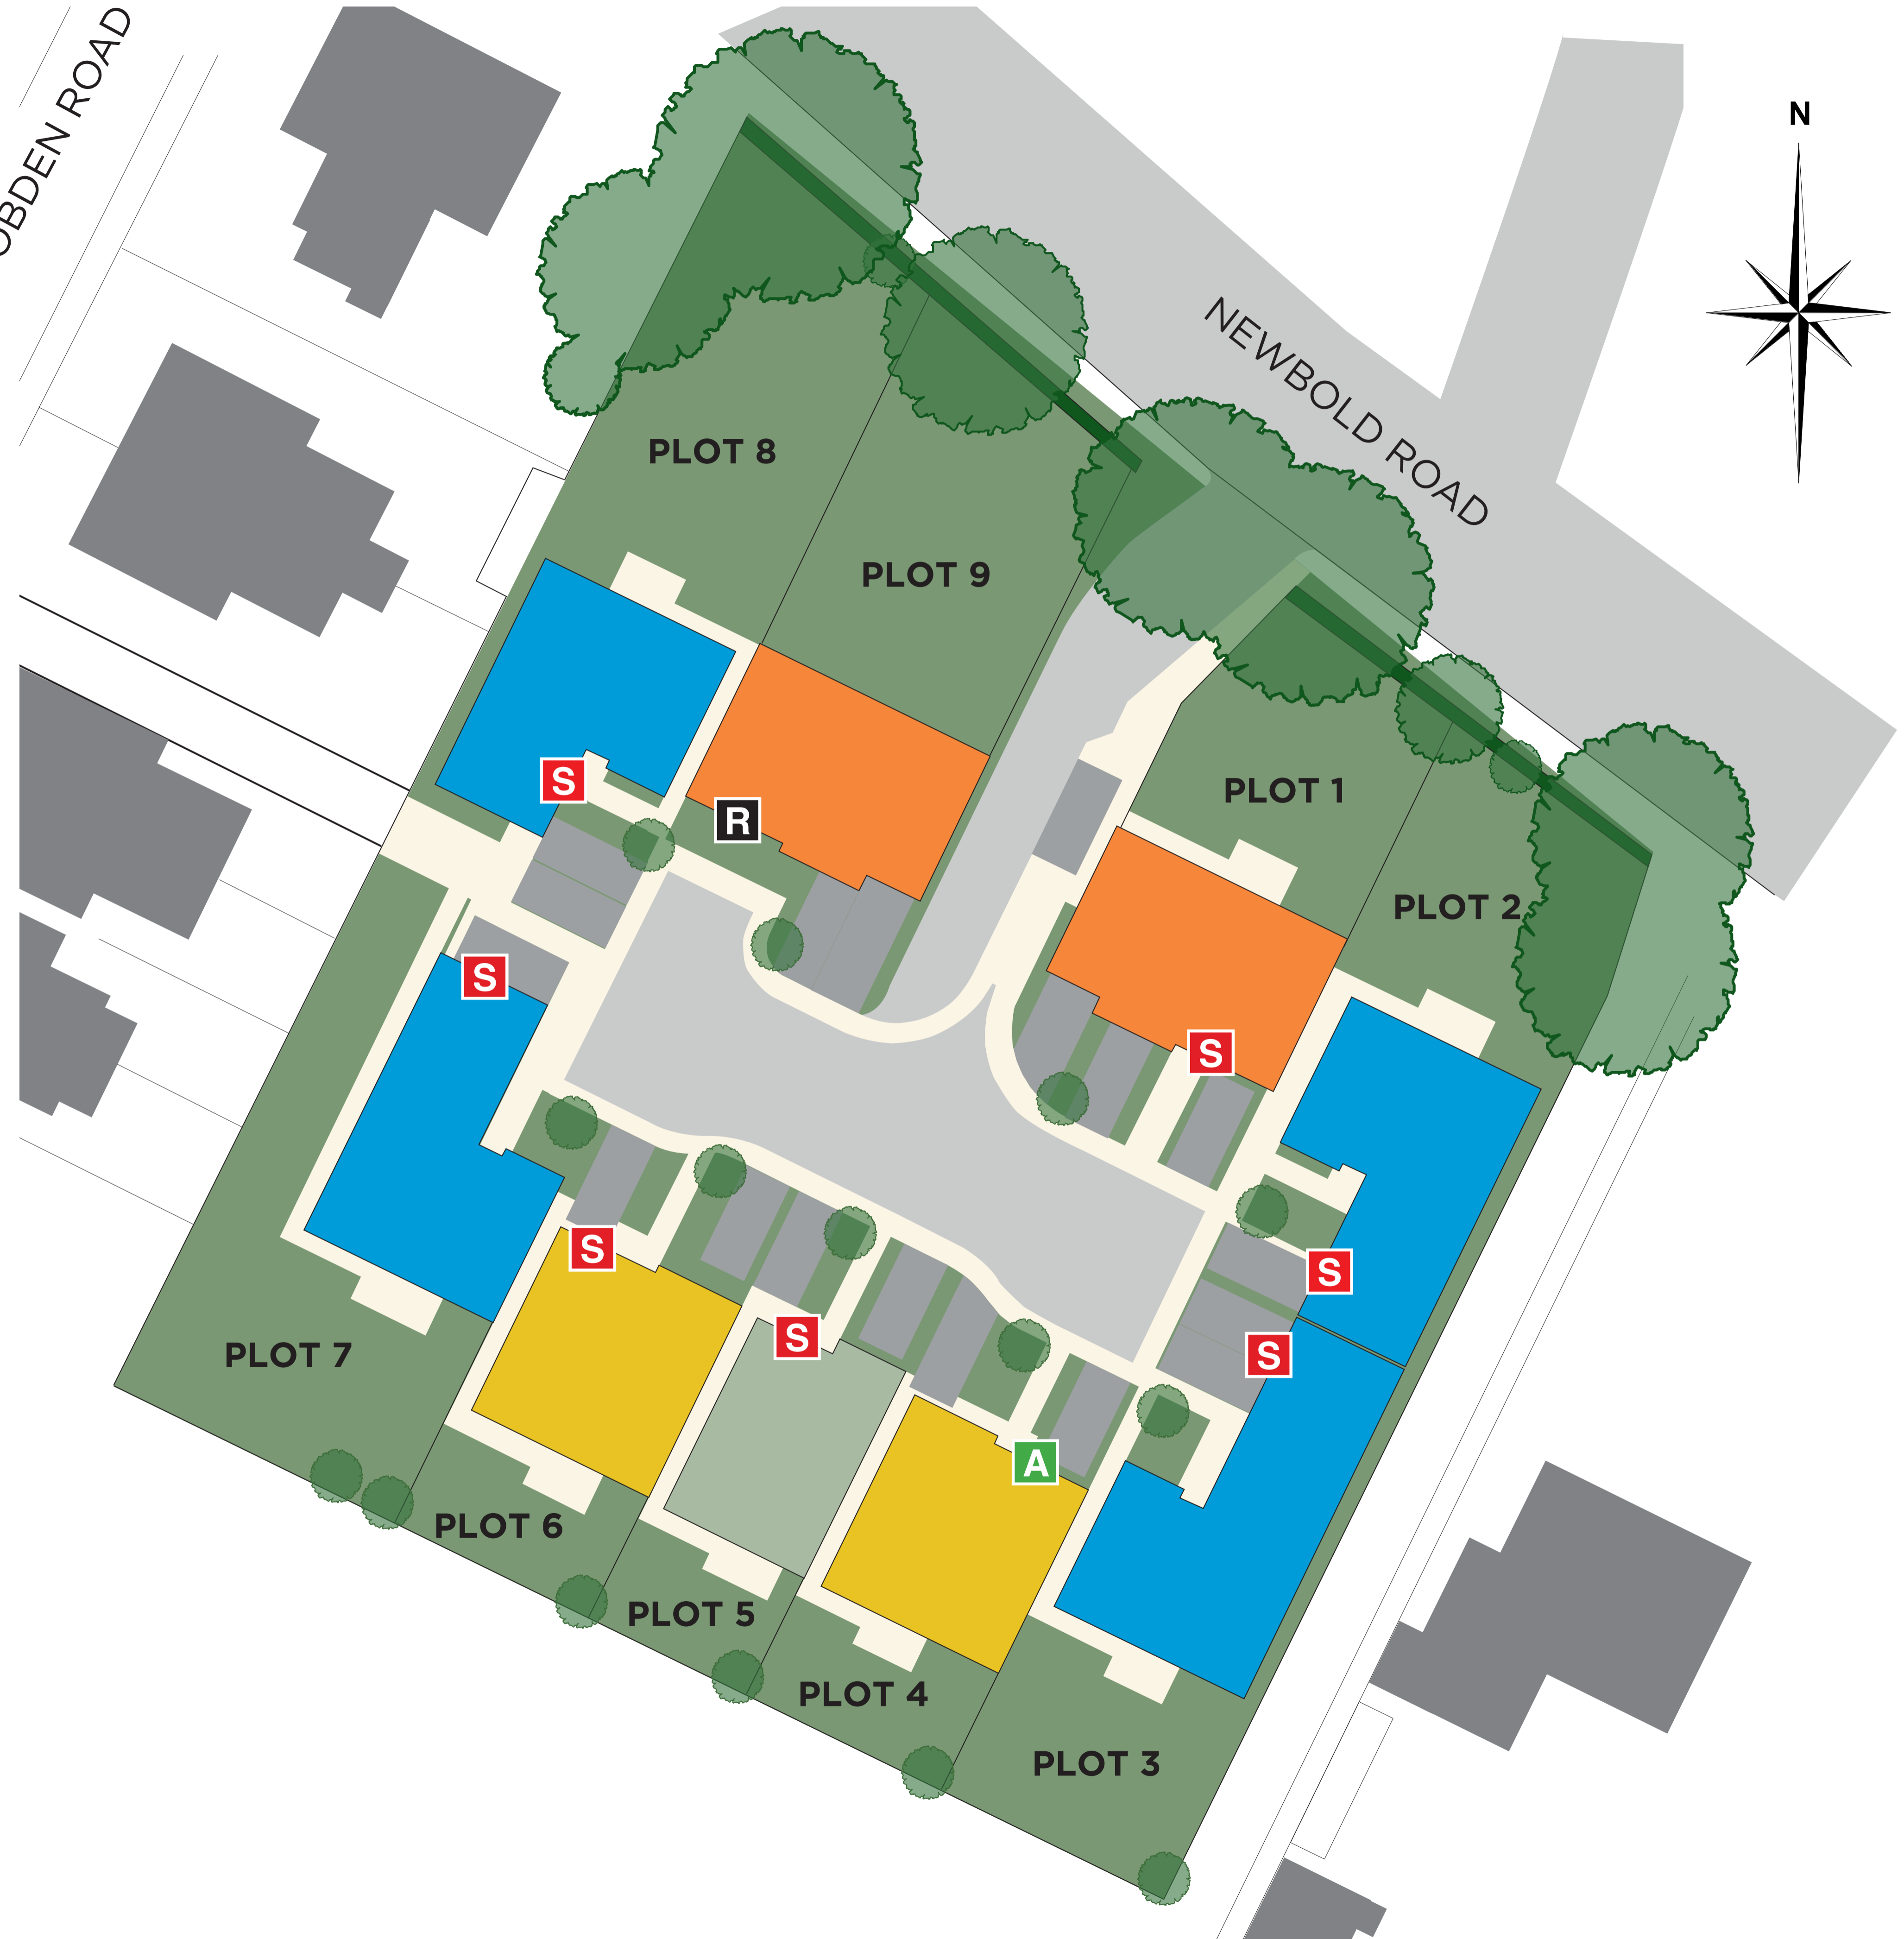 OBDEN ROAD
N
NEWBOLD ROAD
PLOT 8
PLOT 9
PLOT 1
S
R
PLOT 2
S
S
S
S
S
S
PLOT 7
A
PLOT 6
PLOT 5
PLOT 4
PLOT 3